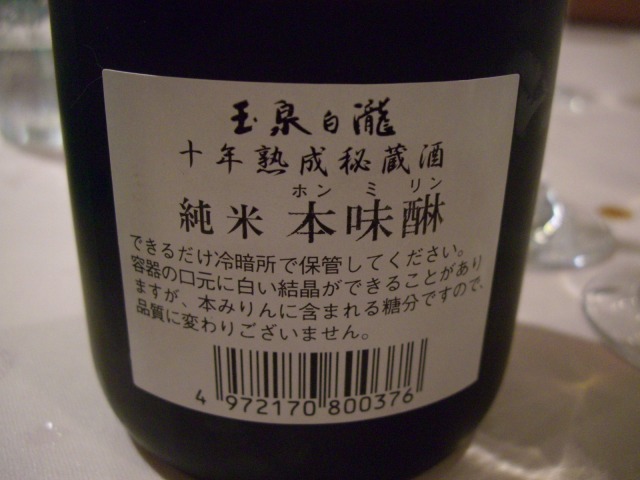 玉泉白瀧
十年熟成秘蔵酒
ホンミリン
純米 本味醂
できるだけ冷暗所で保管してください。
容器の口元に白い結晶ができることがあり
ますが、本みりんに含まれる糖分ですので、
品質に変わりございません。
4 972170 800376